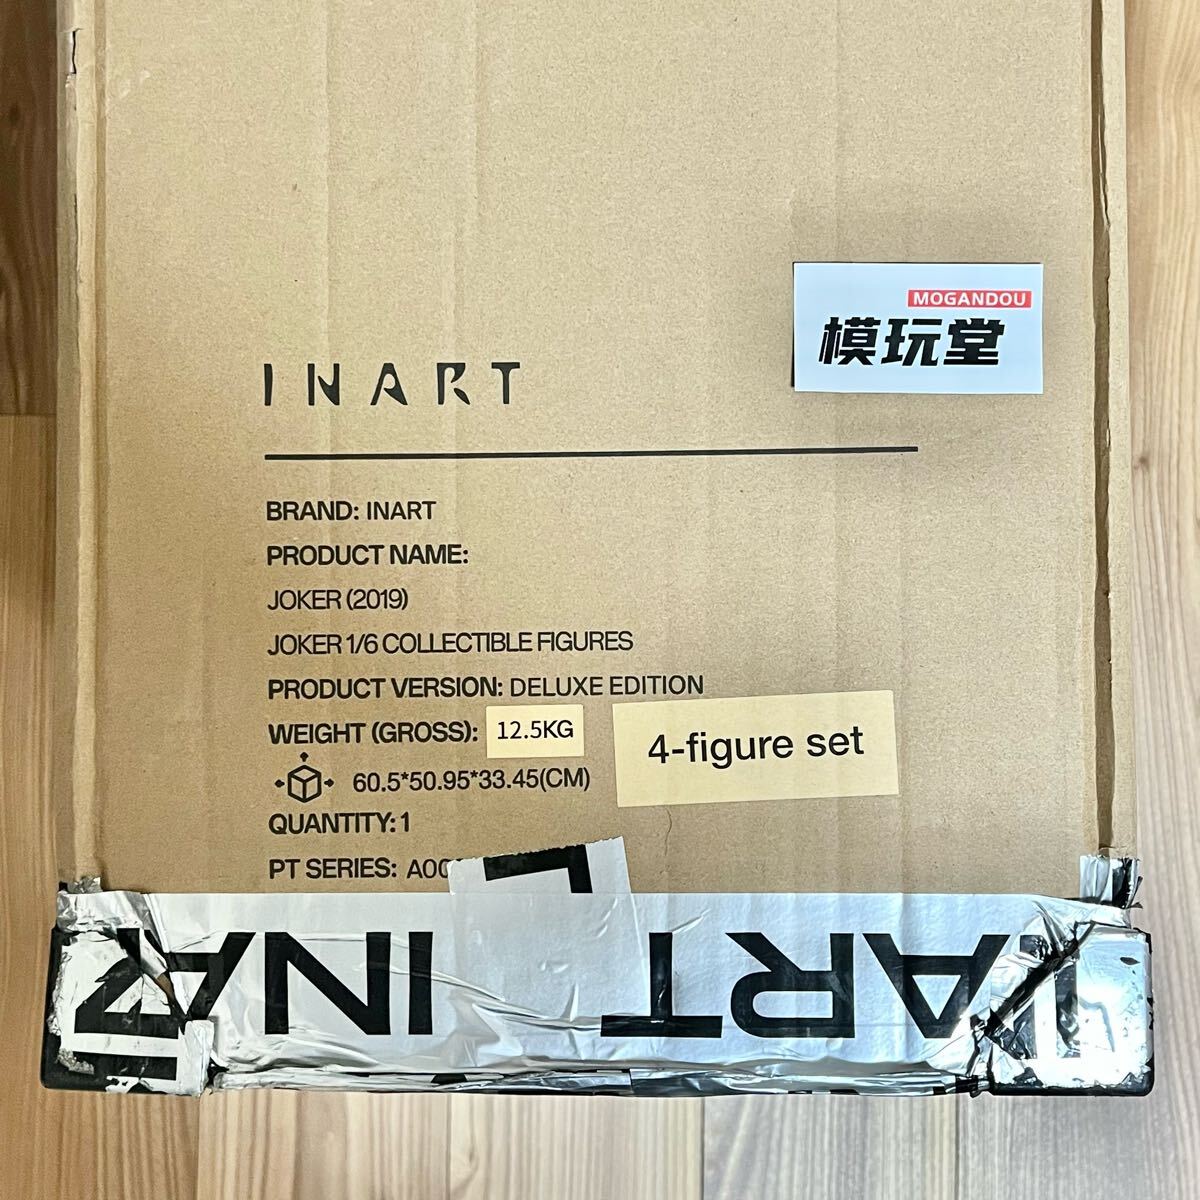 MOGANDOU
模玩堂
INART
BRAND: INART
PRODUCT NAME:
JOKER (2019)
JOKER 1/6 COLLECTIBLE FIGURES
PRODUCT VERSION: DELUXE EDITION
WEIGHT (GROSS): 12.5KG
4-figure set
60.5*50.95*33.45(CM)
QUANTITY: 1
PT SERIES: A00
INART INART